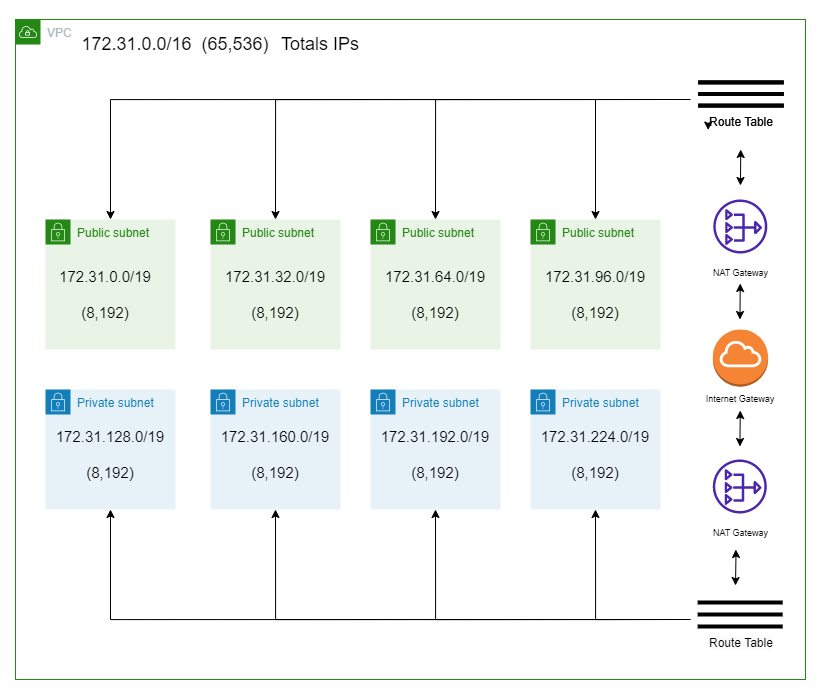 VPC
172.31.0.0/16 (65,536) Totals IPs
Route Table
Public subnet
172.31.0.0/19
(8,192)
Public subnet
172.31.32.0/19
(8,192)
Public subnet
172.31.64.0/19
(8,192)
Public subnet
172.31.96.0/19
(8,192)
NAT Gateway
Internet Gateway
Private subnet
172.31.128.0/19
(8,192)
Private subnet
172.31.160.0/19
(8,192)
Private subnet
172.31.192.0/19
(8,192)
Private subnet
172.31.224.0/19
(8,192)
NAT Gateway
Route Table